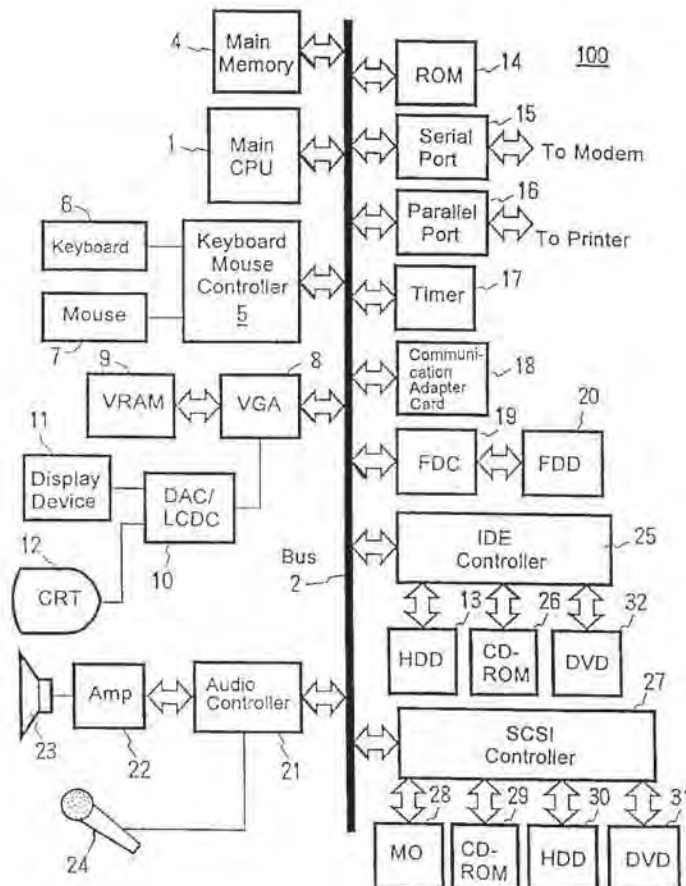 4
Main
Memory
1
Main
CPU
6
Keyboard
Mouse
7
Keyboard
Mouse
Controller
5
9
VRAM
8
VGA
11
Display
Device
DAC/
LCDC
10
12
CRT
Bus
2
Amp
22
23
Audio
Controller
21
24
100
ROM
14
15
Serial
Port
To Modem
16
Parallel
Port
To Printer
Timer
17
Communi-
cation
Adapter
Card
18
19
FDC
20
FDD
IDE
Controller
25
13
HDD
26
CD-
ROM
32
DVD
27
SCSI
Controller
28
MO
29
CD-
ROM
30
HDD
31
DVD